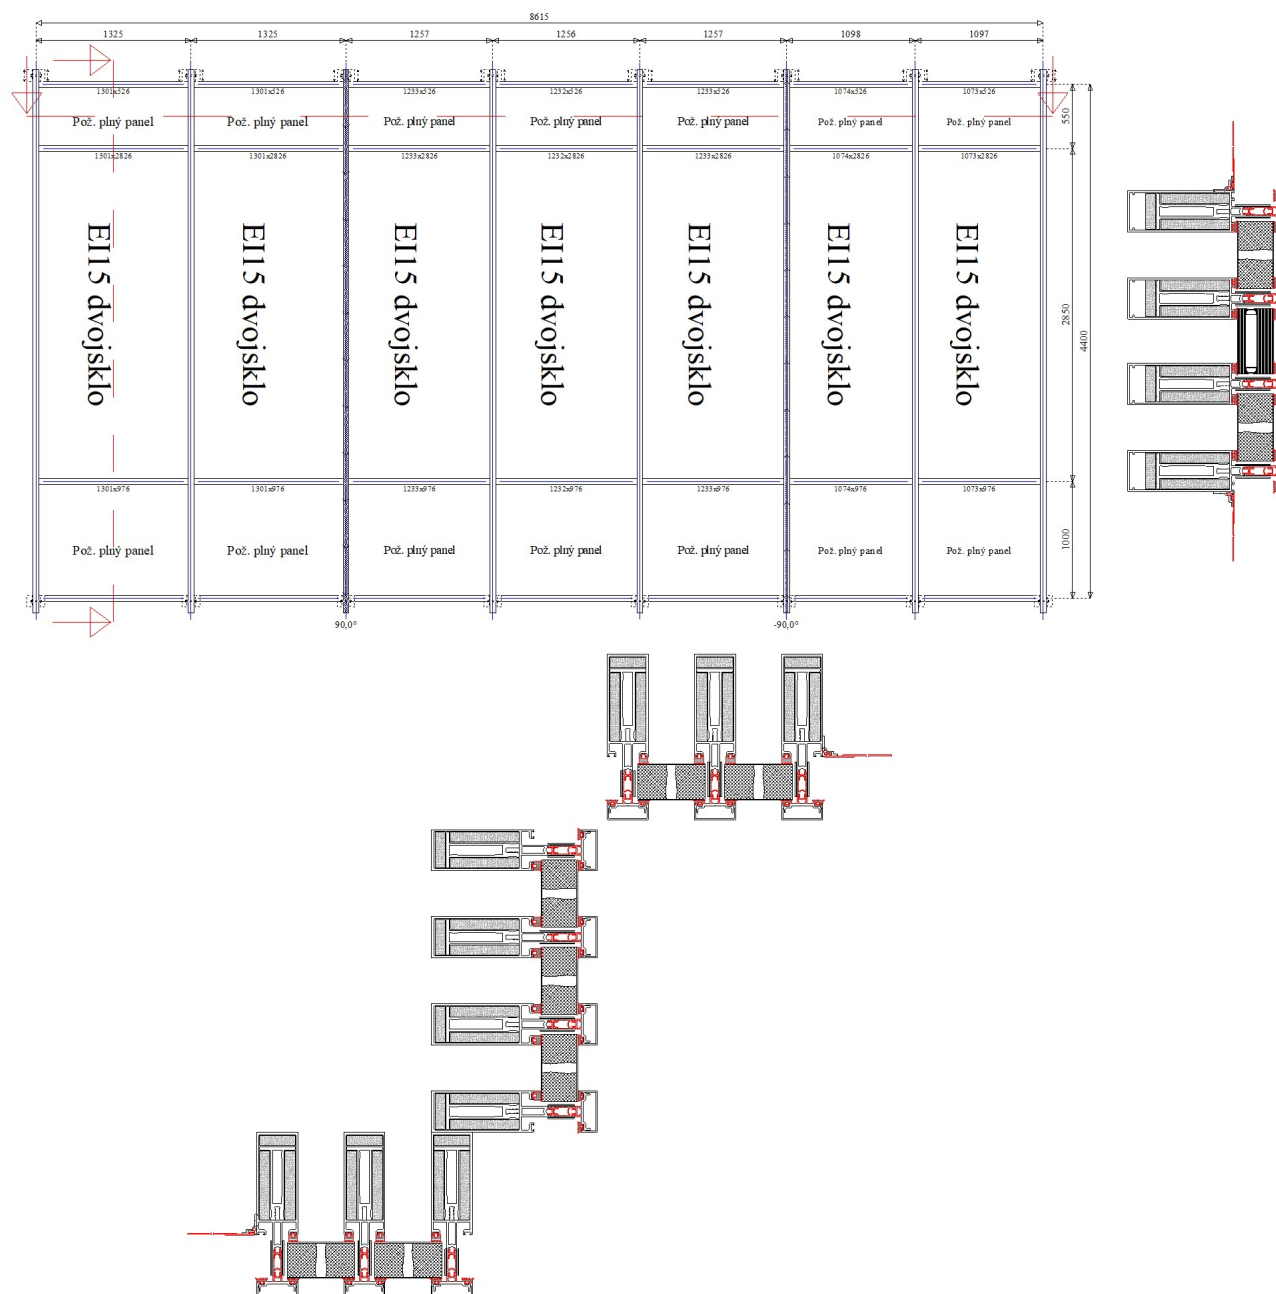 8615
1325 1325 1257 1256 1257 1098 1097
1301x526 1301x526 1233x526 1232x526 1233x526 1074x526 1073x526
Pož. plný panel Pož. plný panel Pož. plný panel Pož. plný panel Pož. plný panel Pož. plný panel Pož. plný panel
550
1301x2826 1301x2826 1233x2826 1232x2826 1233x2826 1074x2826 1073x2826
EI15 dvojsklo EI15 dvojsklo EI15 dvojsklo EI15 dvojsklo EI15 dvojsklo EI15 dvojsklo EI15 dvojsklo
2850
4400
1301x976 1301x976 1233x976 1232x976 1233x976 1074x976 1073x976
Pož. plný panel Pož. plný panel Pož. plný panel Pož. plný panel Pož. plný panel Pož. plný panel Pož. plný panel
1000
90,0° -90,0°